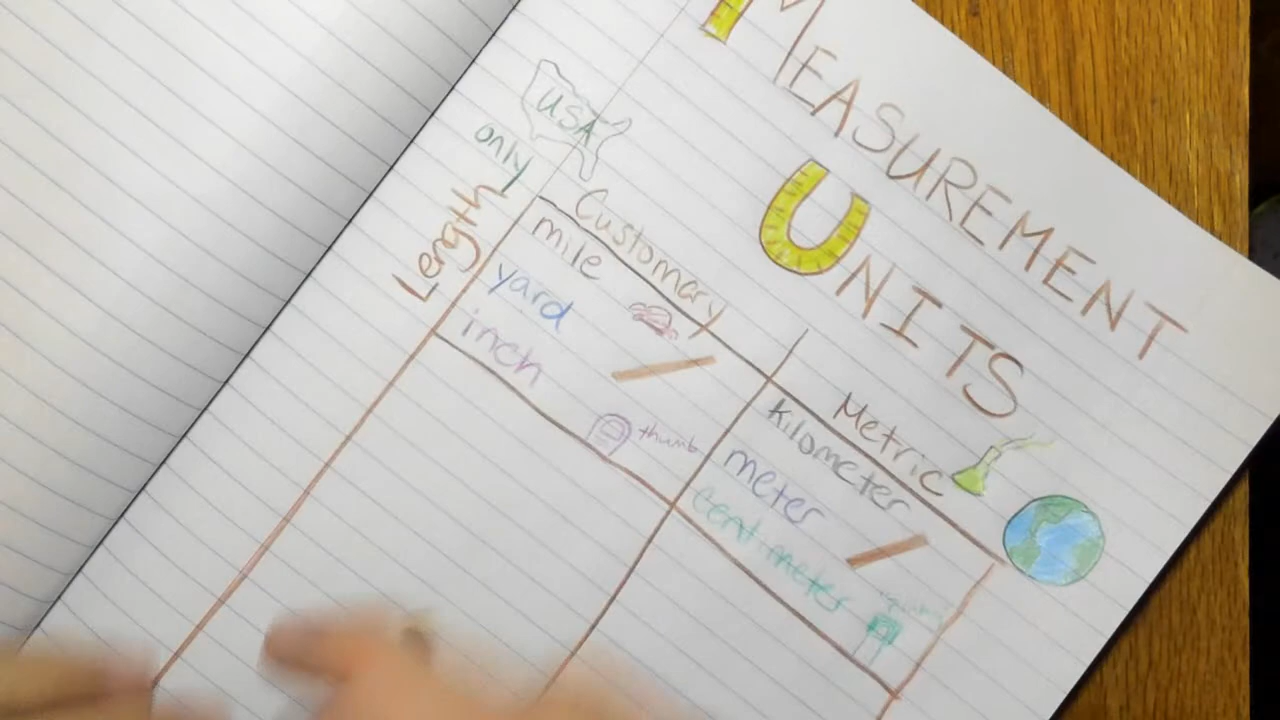 MEASUREMENT
UNITS
USA
only
Customary
Metric
Length
mile
kilometer
yard
meter
inch
thumb
centimeter